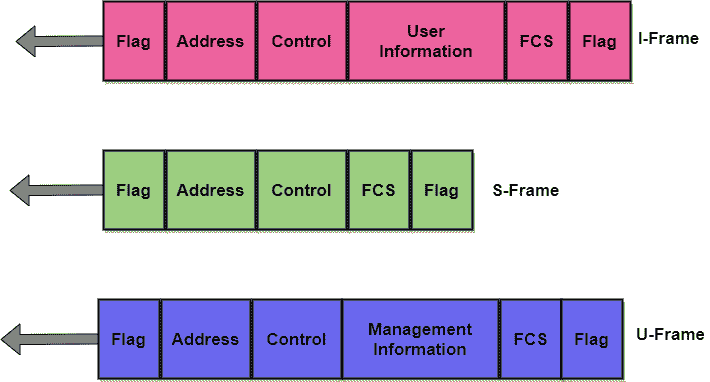 Flag Address Control User Information FCS Flag I-Frame
Flag Address Control FCS Flag S-Frame
Flag Address Control Management Information FCS Flag U-Frame